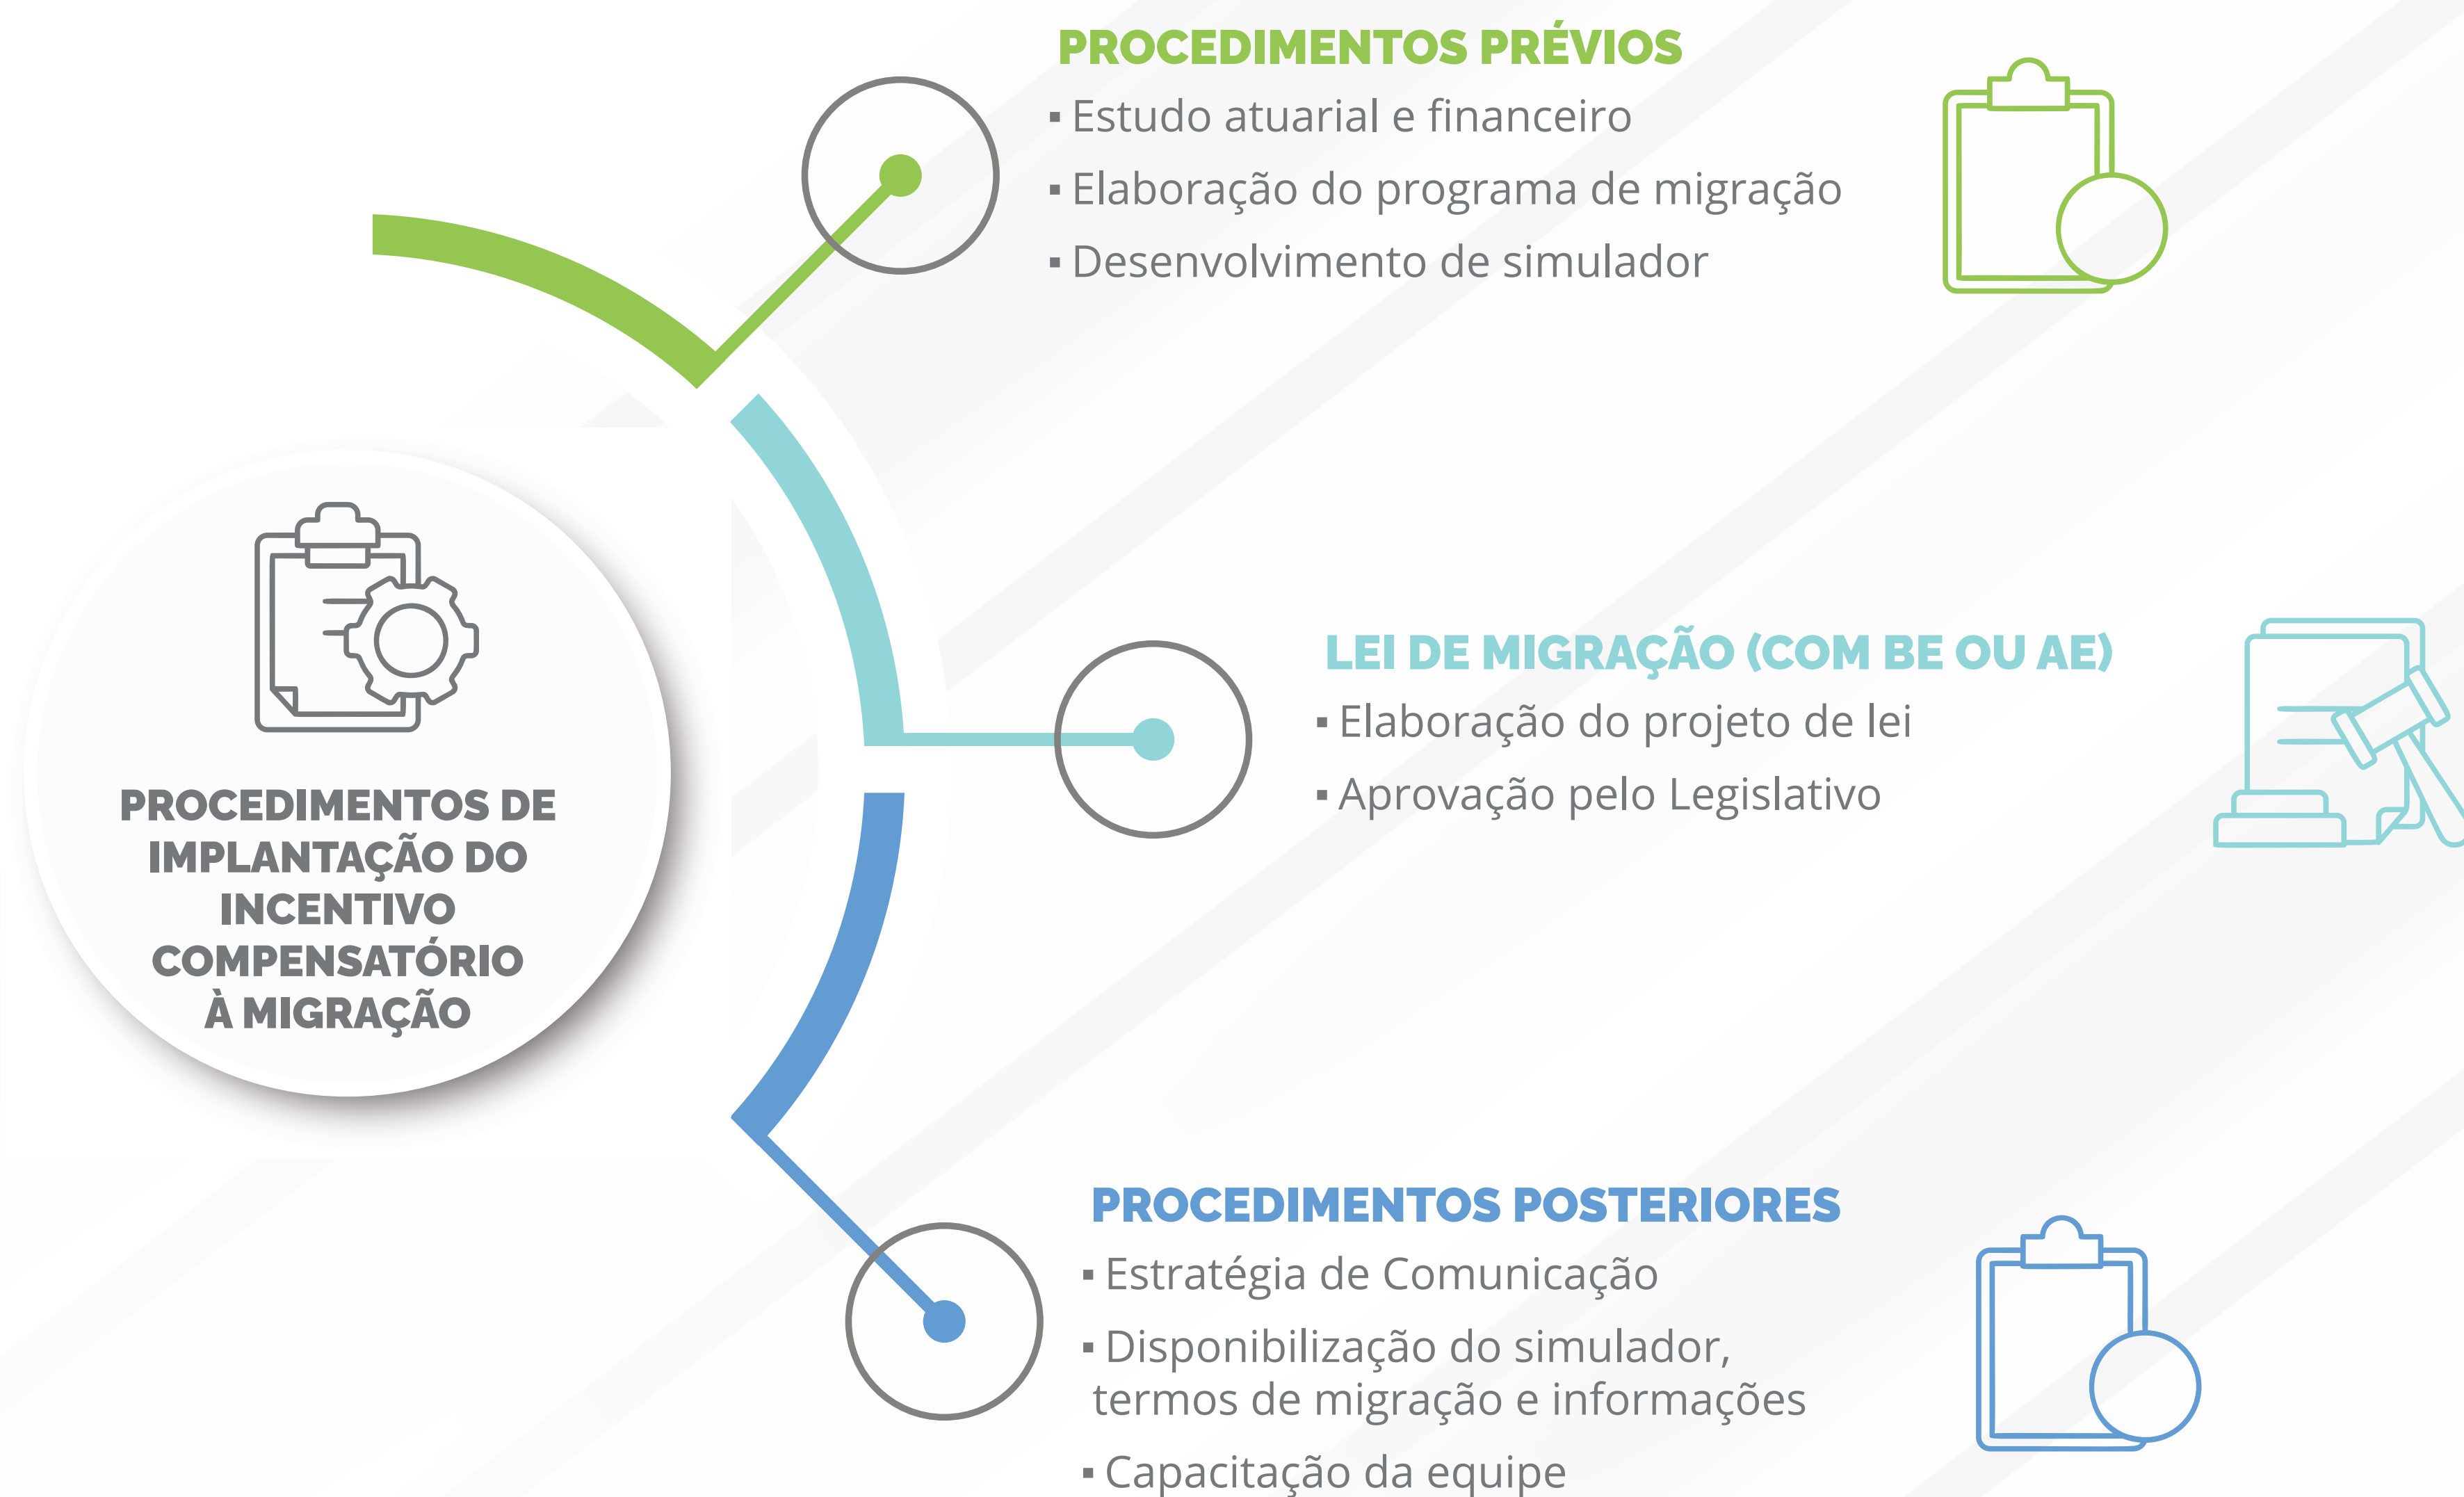 PROCEDIMENTOS DE
IMPLANTAÇÃO DO
INCENTIVO
COMPENSATÓRIO
À MIGRAÇÃO
PROCEDIMENTOS PRÉVIOS
▪ Estudo atuarial e financeiro
▪ Elaboração do programa de migração
▪ Desenvolvimento de simulador
LEI DE MIGRAÇÃO (COM BE OU AE)
▪ Elaboração do projeto de lei
▪ Aprovação pelo Legislativo
PROCEDIMENTOS POSTERIORES
▪ Estratégia de Comunicação
▪ Disponibilização do simulador,
termos de migração e informações
▪ Capacitação da equipe